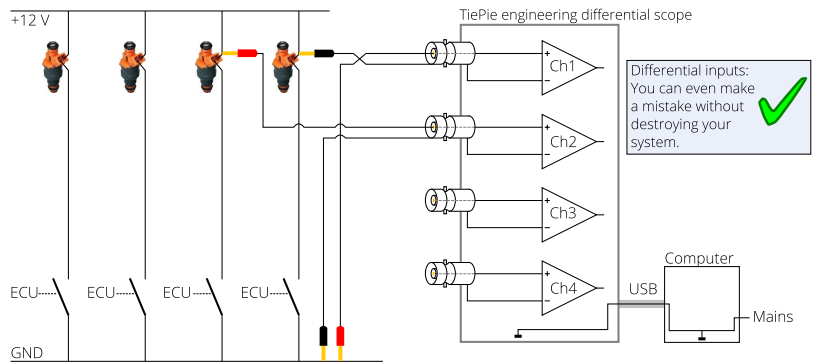 TiePie engineering differential scope
+12 V
Ch1
Differential inputs:
You can even make
a mistake without
destroying your
system.
Ch2
Ch3
Computer
ECU
ECU
ECU
ECU
Ch4
USB
Mains
GND
+
−
+
−
+
−
+
−